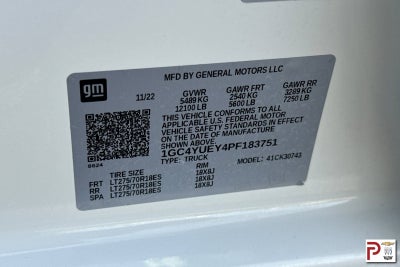 MFD BY GENERAL MOTORS LLC
gm
11/22 GVWR GAWR FRT GAWR RR
5489 KG 2540 KG 3289 KG
12100 LB 5600 LB 7250 LB
THIS VEHICLE CONFORMS TO ALL
APPLICABLE U.S. FEDERAL MOTOR
VEHICLE SAFETY STANDARDS IN
EFFECT ON THE DATE OF
MANUFACTURE SHOWN ABOVE.
1GC4YUEY4PF183751
TYPE: TRUCK MODEL: 41CK30743
6624
TIRE SIZE RIM
FRT LT275/70R18ES 18X8J
RR LT275/70R18ES 18X8J
SPA LT275/70R18ES 18X8J
P